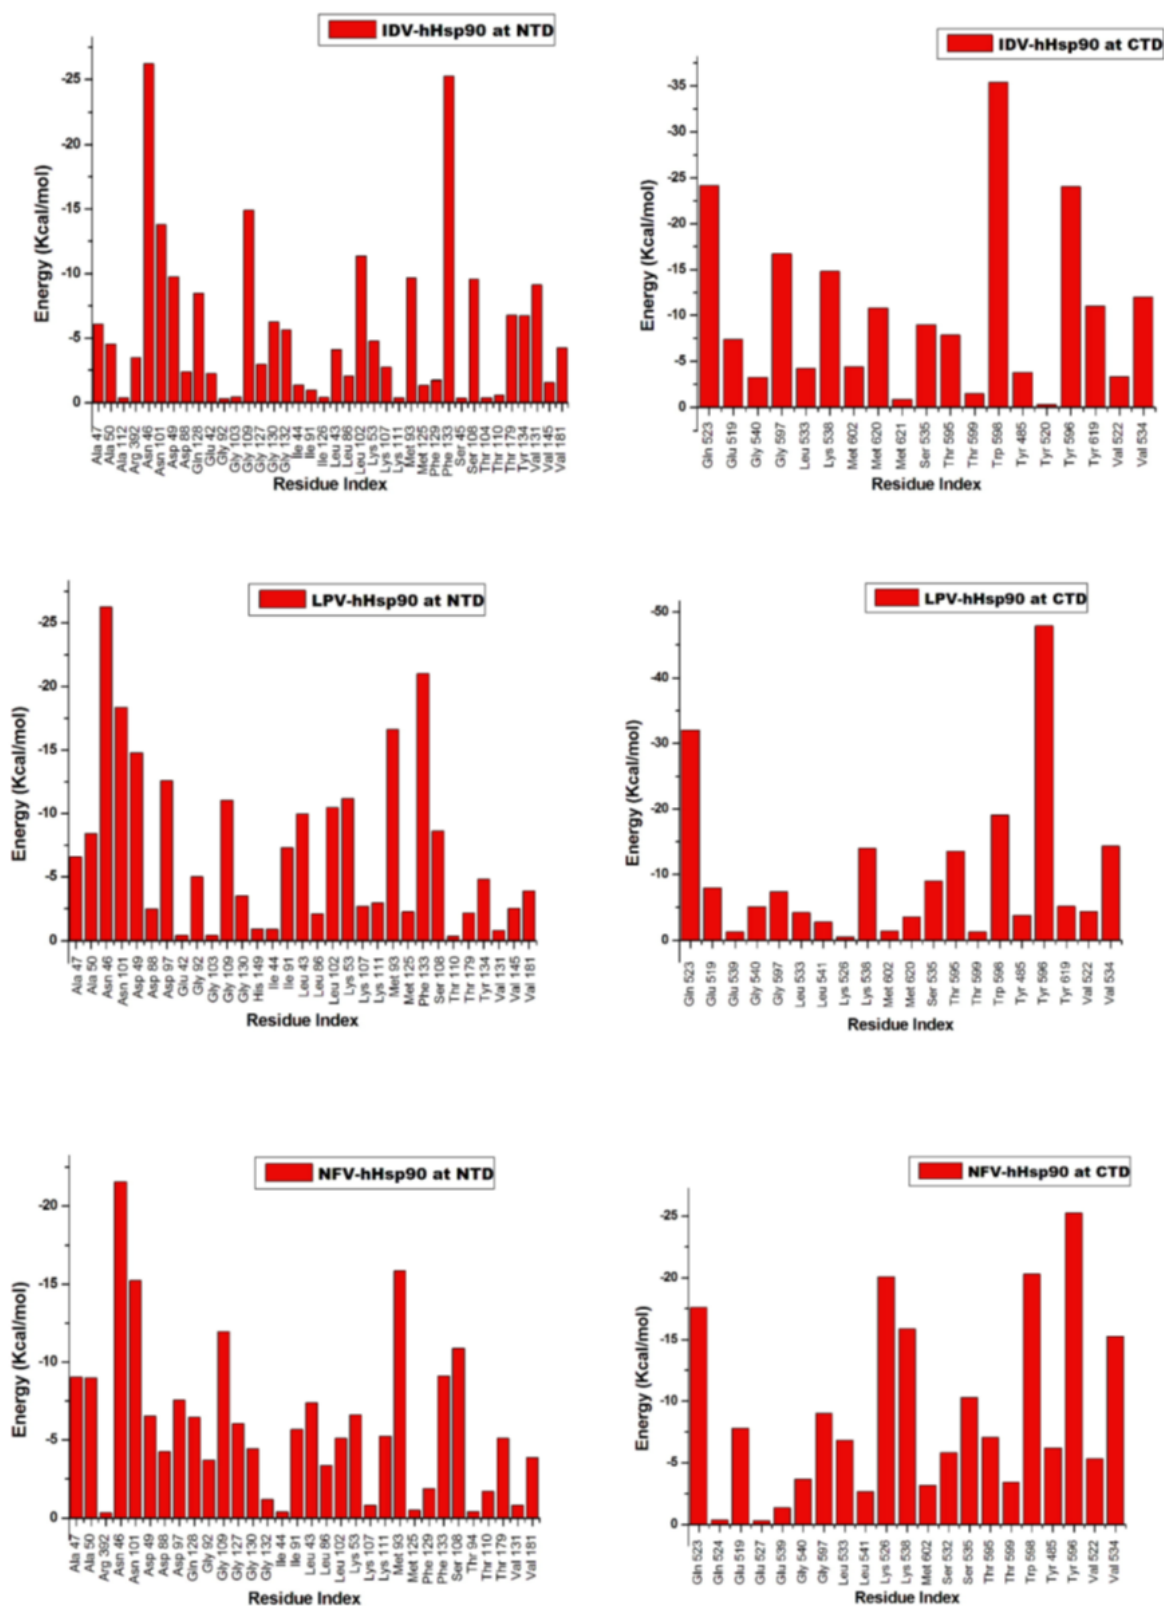 IDV-hHsp90 at NTD
Energy (Kcal/mol)
-25
-20
-15
-10
-5
0
Ala 47
Ala 50
Ala 112
Arg 392
Asn 46
Asn 101
Asp 49
Asp 88
Gln 128
Glu 42
Gly 92
Gly 103
Gly 109
Gly 127
Gly 130
Gly 132
Ile 44
Ile 91
Ile 126
Leu 43
Leu 86
Leu 102
Lys 53
Lys 107
Lys 111
Met 93
Met 125
Phe 129
Phe 133
Ser 45
Ser 108
Thr 104
Thr 110
Thr 179
Tyr 134
Val 131
Val 145
Val 181
Residue Index
IDV-hHsp90 at CTD
Energy (Kcal/mol)
-35
-30
-25
-20
-15
-10
-5
0
Gln 523
Glu 519
Gly 540
Gly 597
Leu 533
Lys 538
Met 602
Met 620
Met 621
Ser 535
Thr 595
Thr 599
Trp 598
Tyr 485
Tyr 520
Tyr 596
Tyr 619
Val 522
Val 534
Residue Index
LPV-hHsp90 at NTD
Energy (Kcal/mol)
-25
-20
-15
-10
-5
0
Ala 47
Ala 50
Asn 46
Asn 101
Asp 49
Asp 88
Asp 97
Glu 42
Gly 92
Gly 103
Gly 109
Gly 130
His 149
Ile 44
Ile 91
Leu 43
Leu 86
Leu 102
Lys 53
Lys 107
Lys 111
Met 93
Met 125
Phe 133
Ser 108
Thr 110
Thr 179
Tyr 134
Val 131
Val 145
Val 181
Residue Index
LPV-hHsp90 at CTD
Energy (Kcal/mol)
-50
-40
-30
-20
-10
0
Gln 523
Glu 519
Glu 539
Gly 540
Gly 597
Leu 533
Leu 541
Lys 526
Lys 538
Met 602
Met 620
Ser 535
Thr 595
Thr 599
Trp 598
Tyr 485
Tyr 596
Tyr 619
Val 522
Val 534
Residue Index
NFV-hHsp90 at NTD
Energy (Kcal/mol)
-20
-15
-10
-5
0
Ala 47
Ala 50
Arg 392
Asn 46
Asn 101
Asp 49
Asp 88
Asp 97
Gln 128
Gly 92
Gly 109
Gly 127
Gly 130
Gly 132
Ile 44
Ile 91
Leu 43
Leu 86
Leu 102
Lys 53
Lys 107
Lys 111
Met 93
Met 125
Phe 129
Phe 133
Ser 108
Thr 94
Thr 110
Thr 179
Val 131
Val 181
Residue Index
NFV-hHsp90 at CTD
Energy (Kcal/mol)
-25
-20
-15
-10
-5
0
Gln 523
Gln 524
Glu 519
Glu 527
Glu 539
Gly 540
Gly 597
Leu 533
Leu 541
Lys 526
Lys 538
Met 602
Ser 532
Ser 535
Thr 595
Thr 599
Trp 598
Tyr 485
Tyr 596
Val 522
Val 534
Residue Index